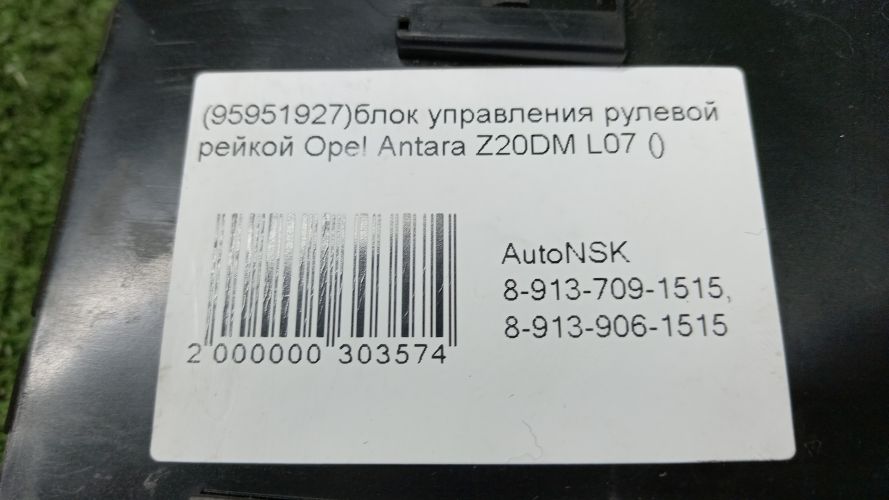 (95951927)блок управления рулевой
рейкой Opel Antara Z20DM L07 ()
AutoNSK
8-913-709-1515,
8-913-906-1515
2 000000 303574